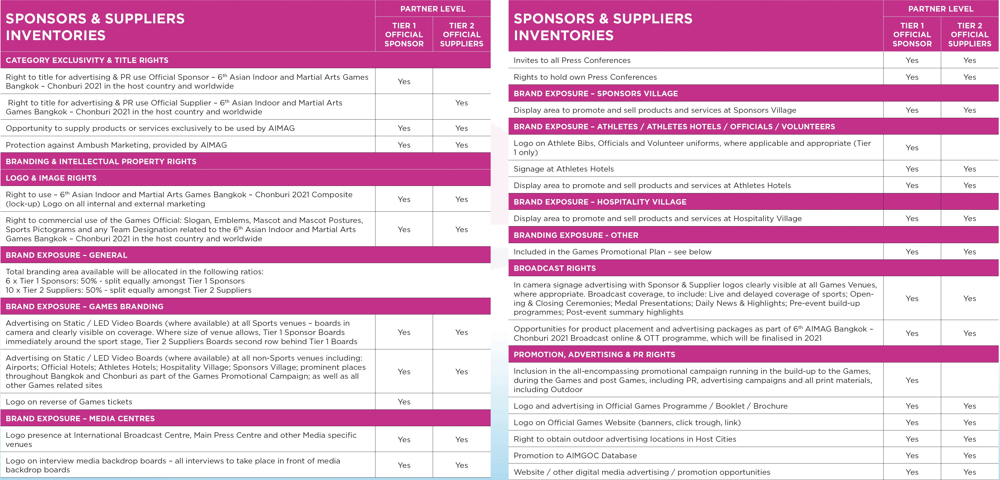 SPONSORS & SUPPLIERS
INVENTORIES
PARTNER LEVEL
TIER 1
OFFICIAL
SPONSOR
TIER 2
OFFICIAL
SUPPLIERS
CATEGORY EXCLUSIVITY & TITLE RIGHTS
Right to title for advertising & PR use Official Sponsor – 6th Asian Indoor and Martial Arts Games
Bangkok – Chonburi 2021 in the host country and worldwide
Yes
Right to title for advertising & PR use Official Supplier – 6th Asian Indoor and Martial Arts
Games Bangkok – Chonburi 2021 in the host country and worldwide
Yes
Opportunity to supply products or services exclusively to be used by AIMAG Yes Yes
Protection against Ambush Marketing, provided by AIMAG Yes Yes
BRANDING & INTELLECTUAL PROPERTY RIGHTS
LOGO & IMAGE RIGHTS
Right to use – 6th Asian Indoor and Martial Arts Games Bangkok – Chonburi 2021 Composite
(lock-up) Logo on all internal and external marketing
Yes Yes
Right to commercial use of the Games Official: Slogan, Emblems, Mascot and Mascot Postures,
Sports Pictograms and any Team Designation related to the 6th Asian Indoor and Martial Arts
Games Bangkok – Chonburi 2021 in the host country and worldwide
Yes Yes
BRAND EXPOSURE – GENERAL
Total branding area available will be allocated in the following ratios:
6 x Tier 1 Sponsors: 50% - split equally amongst Tier 1 Sponsors
10 x Tier 2 Suppliers: 50% - split equally amongst Tier 2 Suppliers
BRAND EXPOSURE – GAMES BRANDING
Advertising on Static / LED Video Boards (where available) at all Sports venues – boards in
camera and clearly visible on coverage. Where size of venue allows, Tier 1 Sponsor Boards
immediately around the sport stage, Tier 2 Suppliers Boards second row behind Tier 1 Boards
Yes Yes
Advertising on Static / LED Video Boards (where available) at all non-Sports venues including:
Airports; Official Hotels; Athletes Hotels; Hospitality Village; Sponsors Village; prominent places
throughout Bangkok and Chonburi as part of the Games Promotional Campaign; as well as all
other Games related sites
Yes Yes
Logo on reverse of Games tickets Yes
BRAND EXPOSURE – MEDIA CENTRES
Logo presence at International Broadcast Centre, Main Press Centre and other Media specific
venues
Yes Yes
Logo on interview media backdrop boards – all interviews to take place in front of media
backdrop boards
Yes Yes
SPONSORS & SUPPLIERS
INVENTORIES
PARTNER LEVEL
TIER 1
OFFICIAL
SPONSOR
TIER 2
OFFICIAL
SUPPLIERS
Invites to all Press Conferences Yes Yes
Rights to hold own Press Conferences Yes Yes
BRAND EXPOSURE – SPONSORS VILLAGE
Display area to promote and sell products and services at Sponsors Village Yes Yes
BRAND EXPOSURE – ATHLETES / ATHLETES HOTELS / OFFICIALS / VOLUNTEERS
Logo on Athlete Bibs, Officials and Volunteer uniforms, where applicable and appropriate (Tier
1 only)
Yes
Signage at Athletes Hotels Yes Yes
Display area to promote and sell products and services at Athletes Hotels Yes Yes
BRAND EXPOSURE – HOSPITALITY VILLAGE
Display area to promote and sell products and services at Hospitality Village Yes Yes
BRANDING EXPOSURE - OTHER
Included in the Games Promotional Plan – see below Yes Yes
BROADCAST RIGHTS
In camera signage advertising with Sponsor & Supplier logos clearly visible at all Games Venues,
where appropriate. Broadcast coverage, to include: Live and delayed coverage of sports; Open-
ing & Closing Ceremonies; Medal Presentations; Daily News & Highlights; Pre-event build-up
programmes; Post-event summary highlights
Yes Yes
Opportunities for product placement and advertising packages as part of 6th AIMAG Bangkok –
Chonburi 2021 Broadcast online & OTT programme, which will be finalised in 2021
Yes Yes
PROMOTION, ADVERTISING & PR RIGHTS
Inclusion in the all-encompassing promotional campaign running in the build-up to the Games,
during the Games and post Games, including PR, advertising campaigns and all print materials,
including Outdoor
Yes
Logo and advertising in Official Games Programme / Booklet / Brochure Yes Yes
Logo on Official Games Website (banners, click trough, link) Yes Yes
Right to obtain outdoor advertising locations in Host Cities Yes Yes
Promotion to AIMGOC Database Yes Yes
Website / other digital media advertising / promotion opportunities Yes Yes